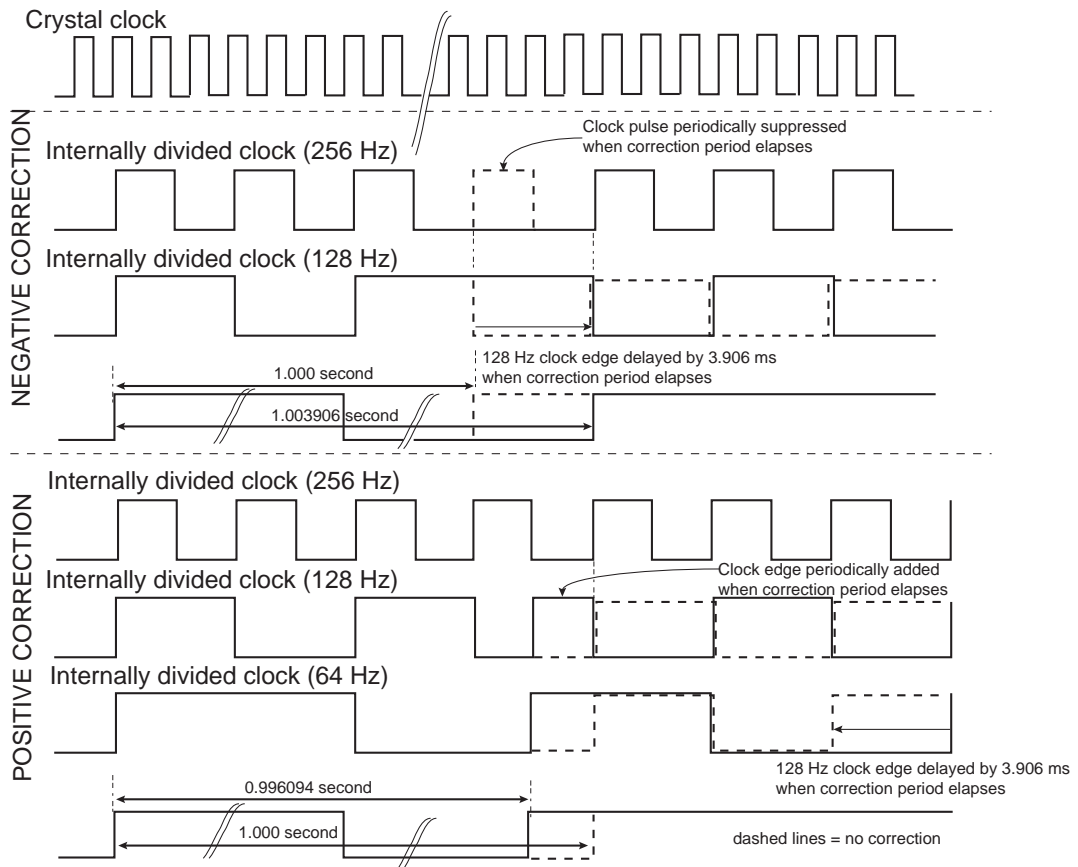 Crystal clock
NEGATIVE CORRECTION
Clock pulse periodically suppressed
when correction period elapses
Internally divided clock (256 Hz)
Internally divided clock (128 Hz)
128 Hz clock edge delayed by 3.906 ms
when correction period elapses
1.000 second
1.003906 second
POSITIVE CORRECTION
Internally divided clock (256 Hz)
Internally divided clock (128 Hz)
Clock edge periodically added
when correction period elapses
Internally divided clock (64 Hz)
128 Hz clock edge delayed by 3.906 ms
when correction period elapses
0.996094 second
1.000 second
dashed lines = no correction